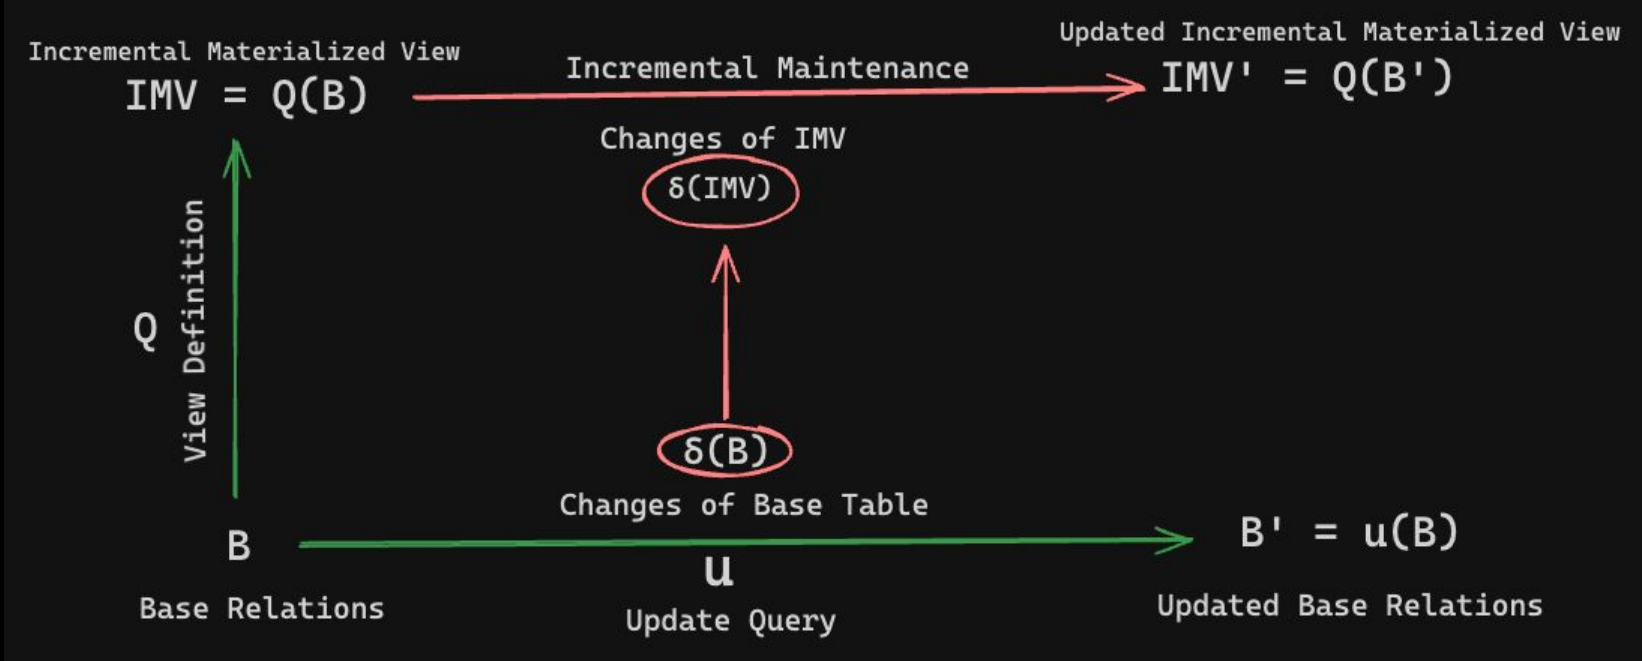 Incremental Materialized View
IMV = Q(B)
Incremental Maintenance
Updated Incremental Materialized View
IMV' = Q(B')
Changes of IMV
δ(IMV)
Q
View Definition
δ(B)
Changes of Base Table
B
Base Relations
u
Update Query
B' = u(B)
Updated Base Relations